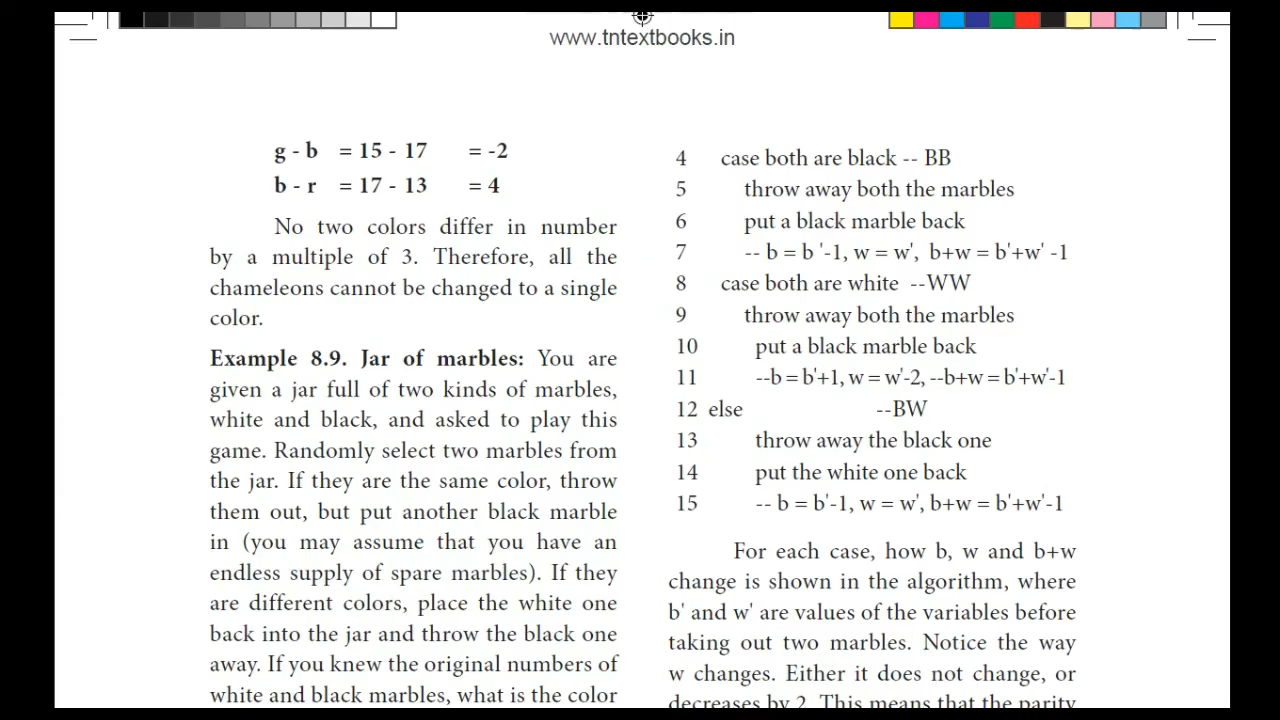 www.tntextbooks.in
g - b = 15 - 17 = -2
b - r = 17 - 13 = 4
No two colors differ in number
by a multiple of 3. Therefore, all the
chameleons cannot be changed to a single
color.
Example 8.9. Jar of marbles: You are
given a jar full of two kinds of marbles,
white and black, and asked to play this
game. Randomly select two marbles from
the jar. If they are the same color, throw
them out, but put another black marble
in (you may assume that you have an
endless supply of spare marbles). If they
are different colors, place the white one
back into the jar and throw the black one
away. If you knew the original numbers of
white and black marbles, what is the color
4 case both are black -- BB
5 throw away both the marbles
6 put a black marble back
7 -- b = b '-1, w = w', b+w = b'+w' -1
8 case both are white --WW
9 throw away both the marbles
10 put a black marble back
11 --b = b'+1, w = w'-2, --b+w = b'+w'-1
12 else --BW
13 throw away the black one
14 put the white one back
15 -- b = b'-1, w = w', b+w = b'+w'-1
For each case, how b, w and b+w
change is shown in the algorithm, where
b' and w' are values of the variables before
taking out two marbles. Notice the way
w changes. Either it does not change, or
decreases by 2. This means that the parity